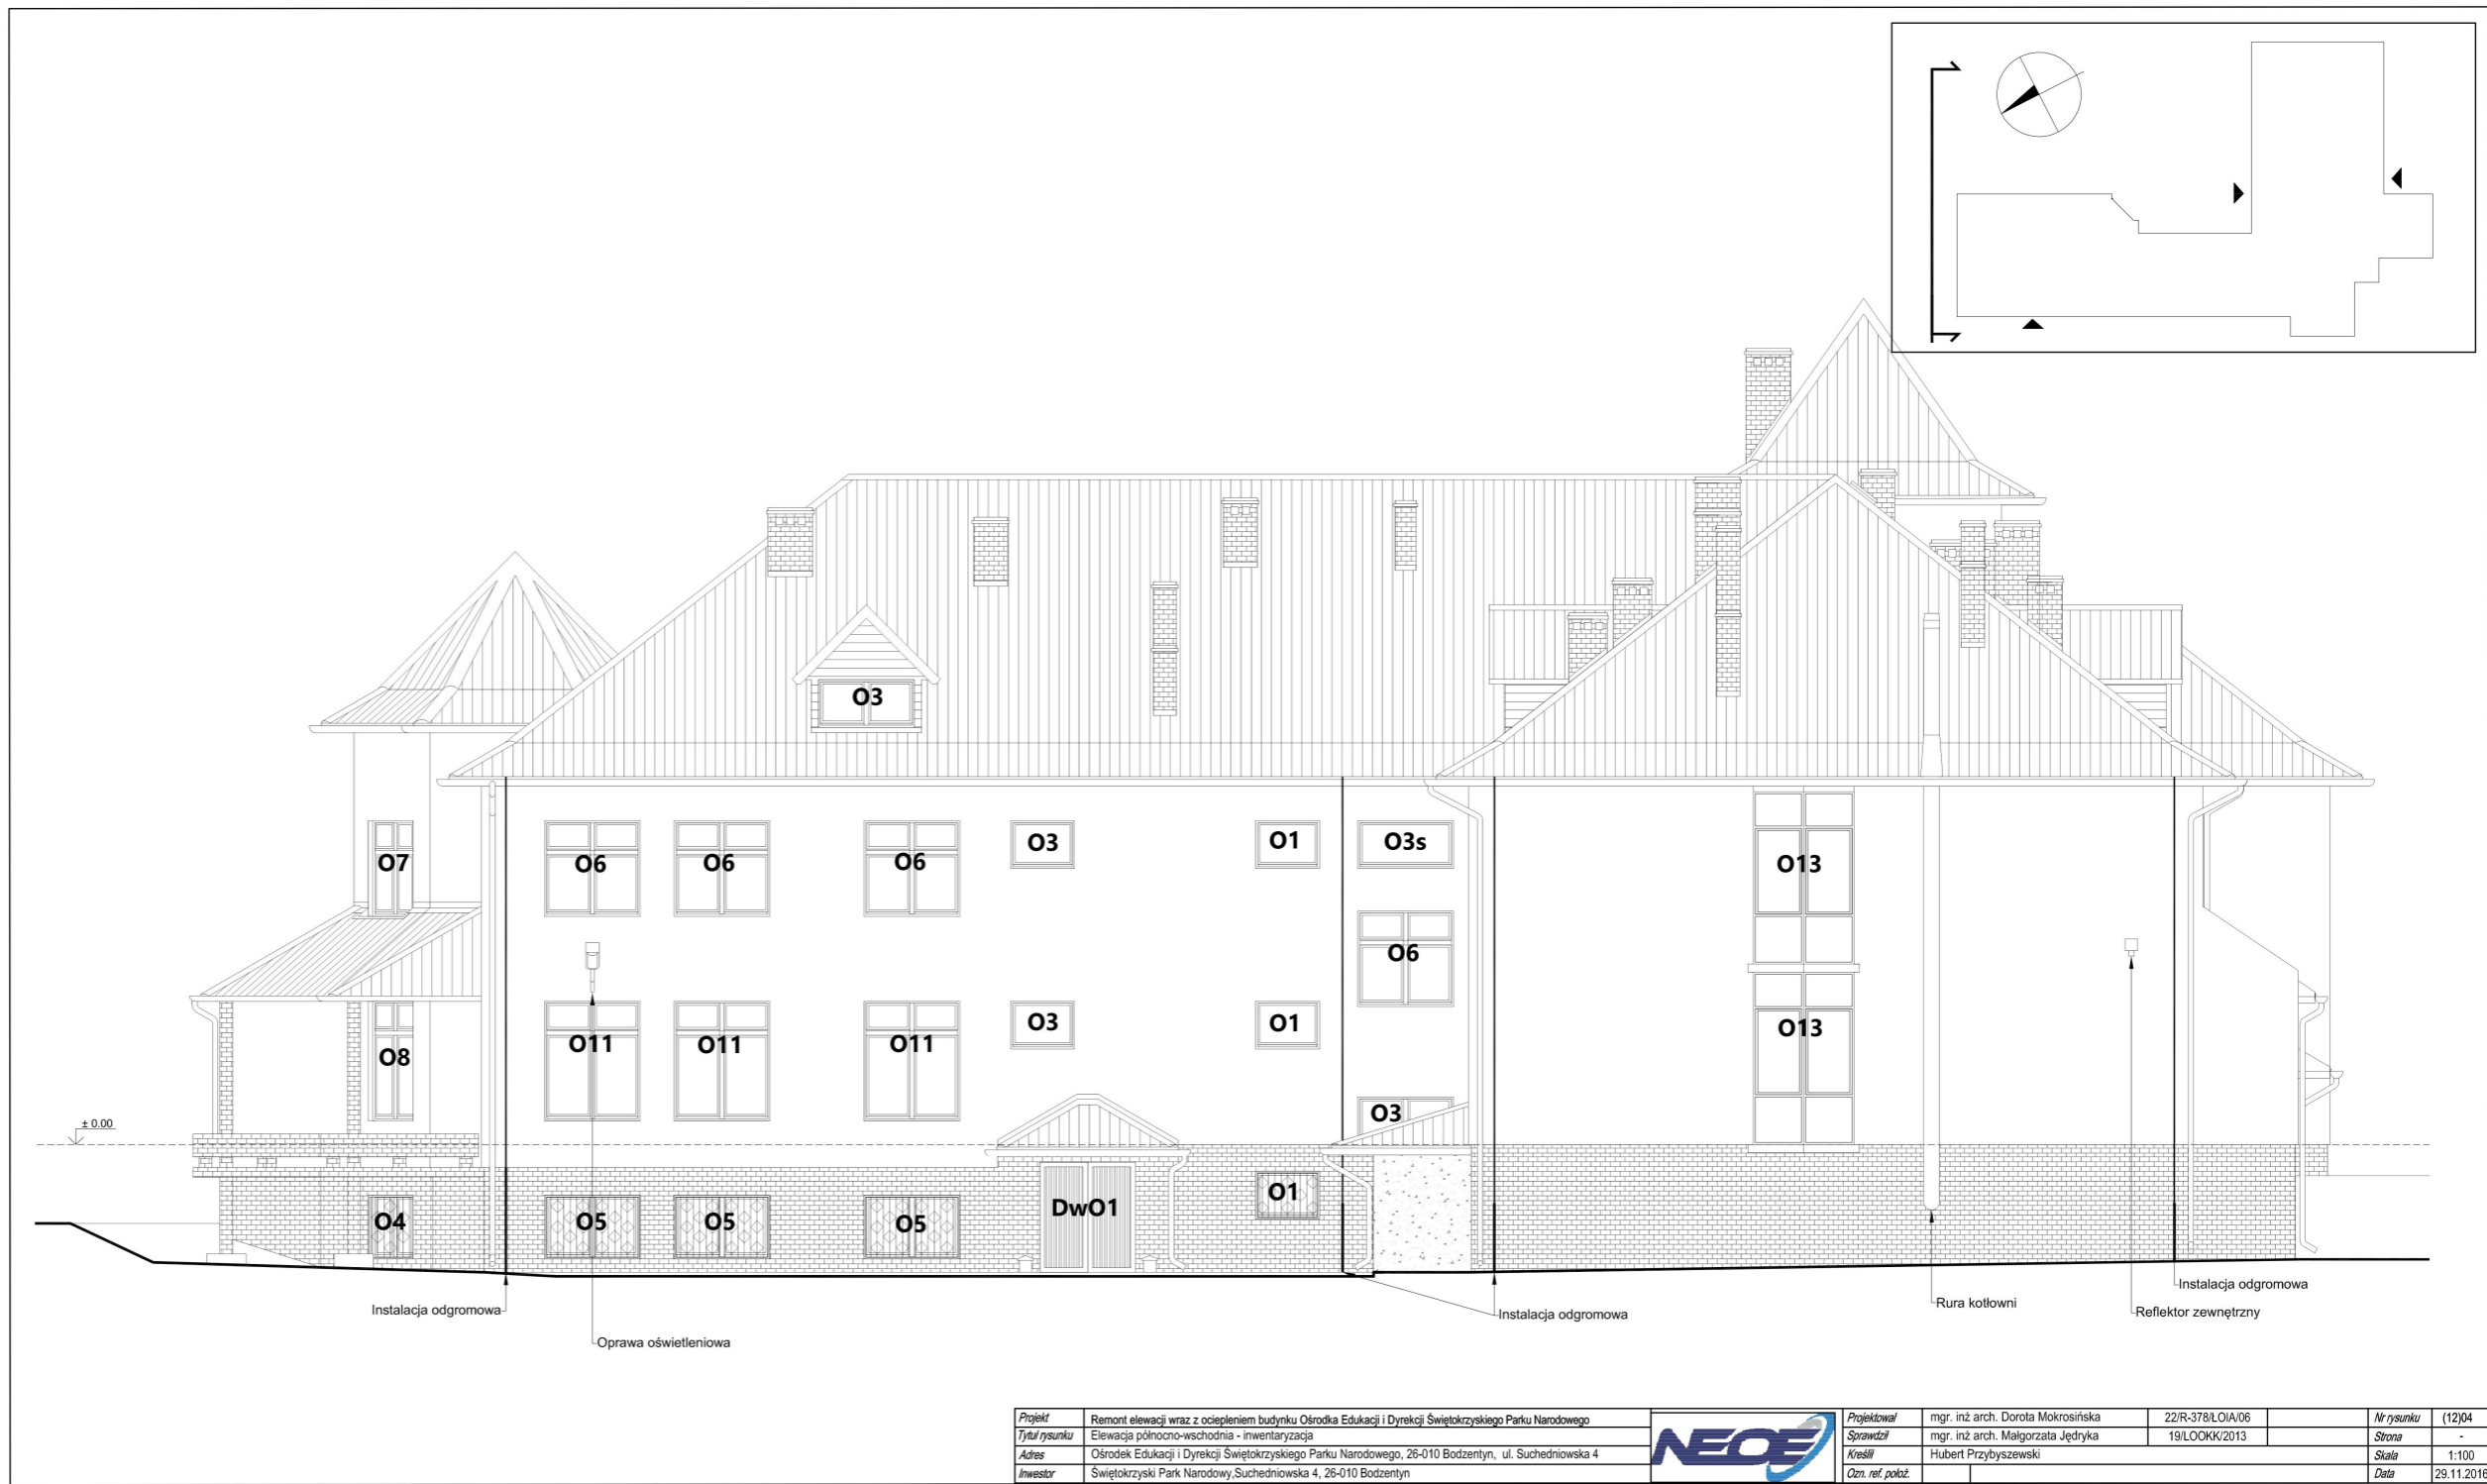 O3
O7
O6
O6
O6
O3
O1
O3s
O13
O6
O8
O11
O11
O11
O3
O1
O13
± 0.00
O3
O4
O5
O5
O5
DwO1
O1
Instalacja odgromowa
Oprawa oświetleniowa
Instalacja odgromowa
Rura kotłowni
Instalacja odgromowa
Reflektor zewnętrzny
Projekt Remont elewacji wraz z ociepleniem budynku Ośrodka Edukacji i Dyrekcji Świętokrzyskiego Parku Narodowego
Tytuł rysunku Elewacja północno-wschodnia - inwentaryzacja
Adres Ośrodek Edukacji i Dyrekcji Świętokrzyskiego Parku Narodowego, 26-010 Bodzentyn, ul. Suchedniowska 4
Inwestor Świętokrzyski Park Narodowy,Suchedniowska 4, 26-010 Bodzentyn
NEOE
Projektował mgr. inż arch. Dorota Mokrosińska 22/R-378/ŁOIA/06 Nr rysunku (12)04
Sprawdził mgr. inż arch. Małgorzata Jędryka 19/LOOKK/2013 Strona -
Kreślił Hubert Przybyszewski Skala 1:100
Ozn. ref. położ. Data 29.11.2016